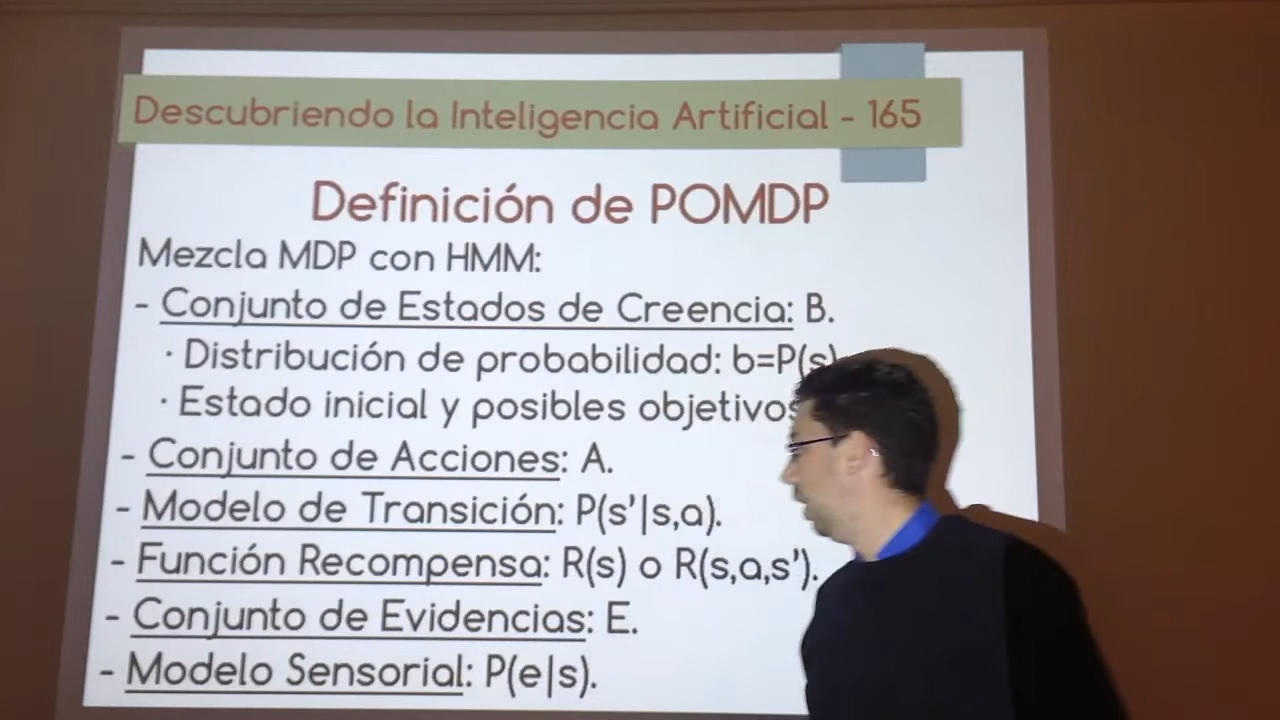 Descubriendo la Inteligencia Artificial - 165
Definición de POMDP
Mezcla MDP con HMM:
- Conjunto de Estados de Creencia: B.
· Distribución de probabilidad: b=P(s)
· Estado inicial y posibles objetivos
- Conjunto de Acciones: A.
- Modelo de Transición: P(s'|s,a).
- Función Recompensa: R(s) o R(s,a,s').
- Conjunto de Evidencias: E.
- Modelo Sensorial: P(e|s).